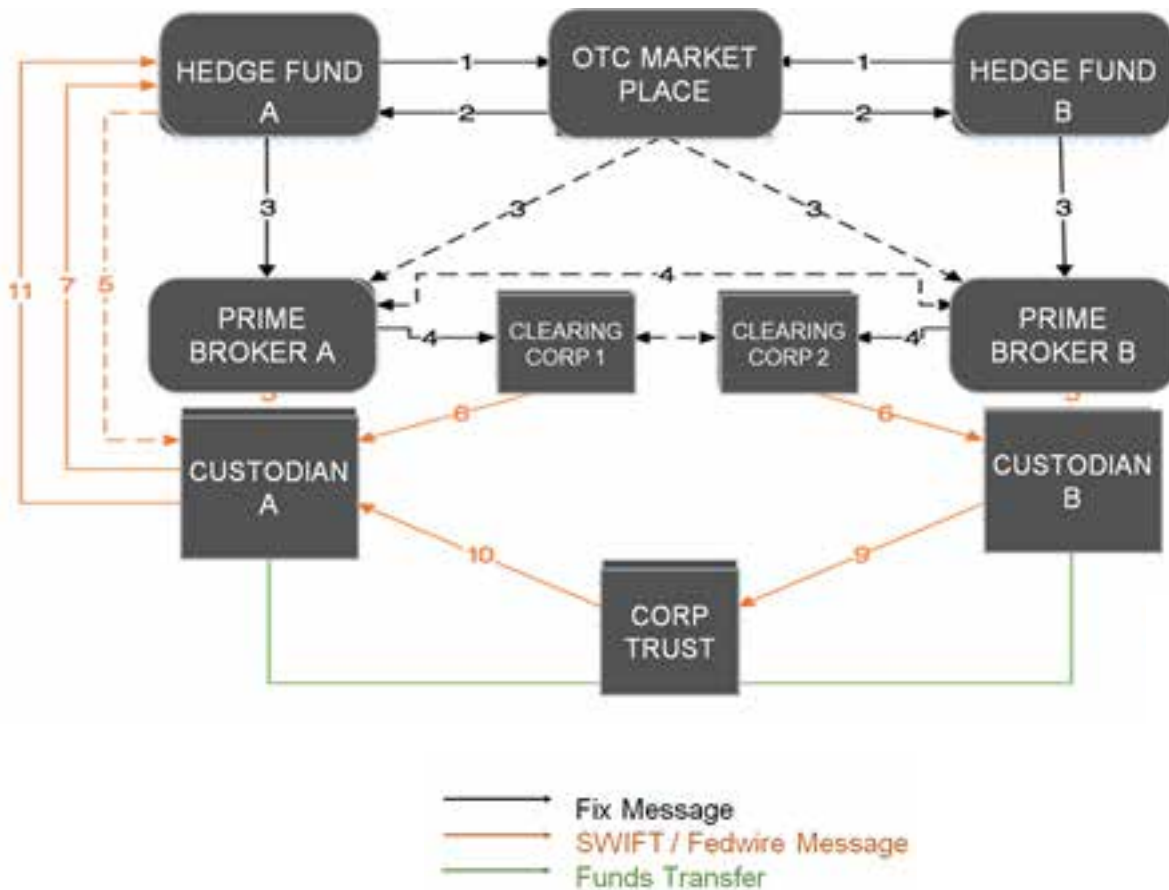 HEDGE FUND
A
1
OTC MARKET
PLACE
1
HEDGE FUND
B
2
2
3
3
3
3
11
7
5
4
PRIME
BROKER A
4
CLEARING
CORP 1
CLEARING
CORP 2
4
PRIME
BROKER B
6
6
CUSTODIAN
A
CUSTODIAN
B
10
9
CORP
TRUST
Fix Message
SWIFT / Fedwire Message
Funds Transfer